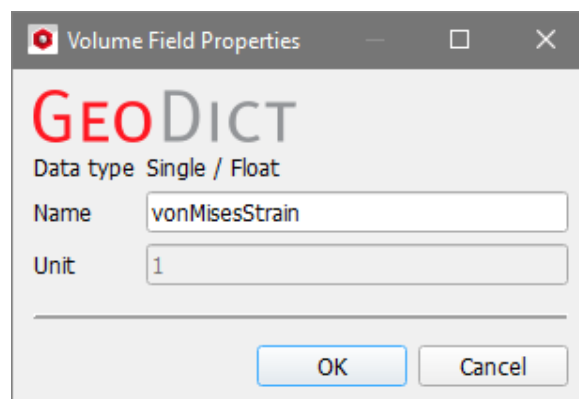 Volume Field Properties
GEODICT
Data type Single / Float
Name vonMisesStrain
Unit 1
OK Cancel